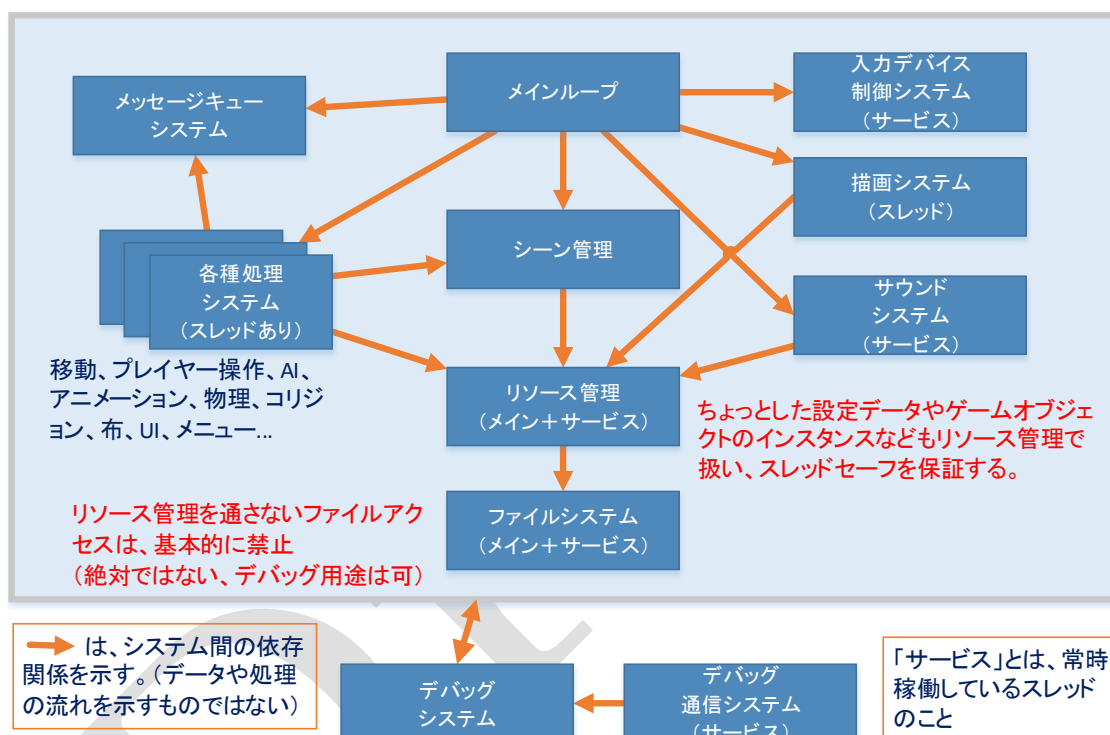 メインループ
入力デバイス
制御システム
（サービス）
メッセージキュー
システム
描画システム
（スレッド）
シーン管理
各種処理
システム
（スレッドあり）
サウンド
システム
（サービス）
移動、プレイヤー操作、AI、
アニメーション、物理、コリジ
ョン、布、UI、メニュー...
リソース管理
（メイン＋サービス）
ちょっとした設定データやゲームオブジェ
クトのインスタンスなどもリソース管理で
扱い、スレッドセーフを保証する。
リソース管理を通さないファイルアク
セスは、基本的に禁止
（絶対ではない、デバッグ用途は可）
ファイルシステム
（メイン＋サービス）
は、システム間の依存
関係を示す。（データや処理
の流れを示すものではない）
デバッグ
システム
デバッグ
通信システム
（サービス）
「サービス」とは、常時
稼働しているスレッド
のこと